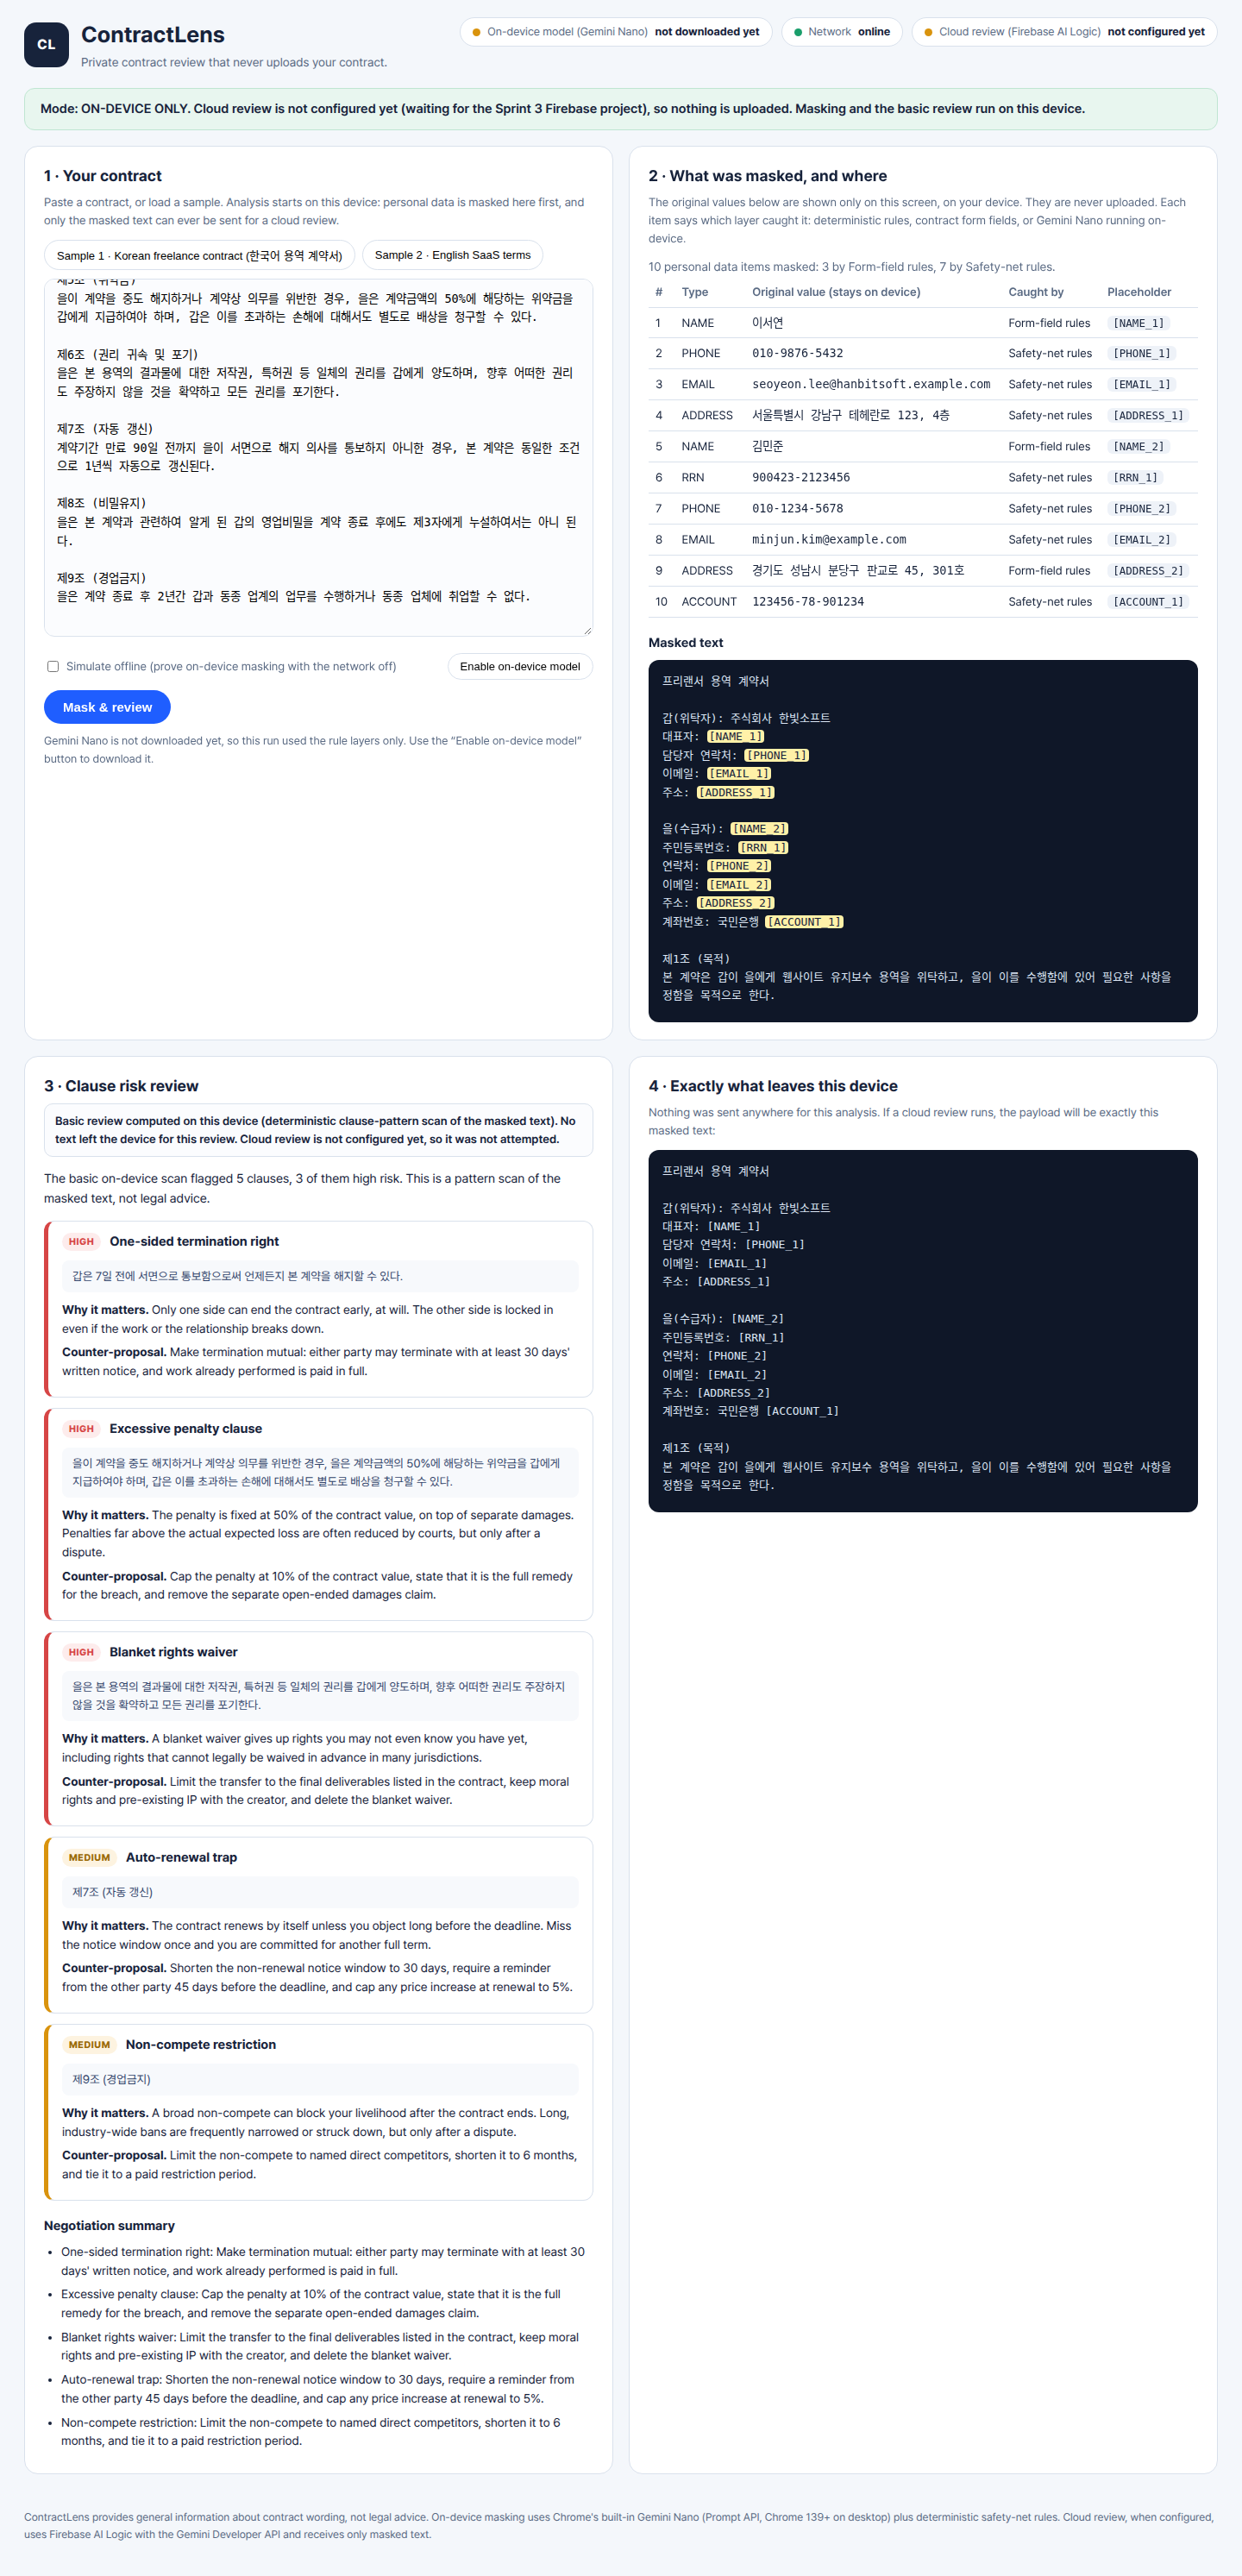 CL
ContractLens
Private contract review that never uploads your contract.
On-device model (Gemini Nano) not downloaded yet
Network online
Cloud review (Firebase AI Logic) not configured yet
Mode: ON-DEVICE ONLY. Cloud review is not configured yet (waiting for the Sprint 3 Firebase project), so nothing is uploaded. Masking and the basic review run on this device.
1 · Your contract
Paste a contract, or load a sample. Analysis starts on this device: personal data is masked here first, and
only the masked text can ever be sent for a cloud review.
Sample 1 · Korean freelance contract (한국어 용역 계약서)
Sample 2 · English SaaS terms
제5조 (위약금)
을이 계약을 중도 해지하거나 계약상 의무를 위반한 경우, 을은 계약금액의 50%에 해당하는 위약금을
갑에게 지급하여야 하며, 갑은 이를 초과하는 손해에 대해서도 별도로 배상을 청구할 수 있다.
제6조 (권리 귀속 및 포기)
을은 본 용역의 결과물에 대한 저작권, 특허권 등 일체의 권리를 갑에게 양도하며, 향후 어떠한 권리
도 주장하지 않을 것을 확약하고 모든 권리를 포기한다.
제7조 (자동 갱신)
계약기간 만료 90일 전까지 을이 서면으로 해지 의사를 통보하지 아니한 경우, 본 계약은 동일한 조건
으로 1년씩 자동으로 갱신된다.
제8조 (비밀유지)
을은 본 계약과 관련하여 알게 된 갑의 영업비밀을 계약 종료 후에도 제3자에게 누설하여서는 아니 된
다.
제9조 (경업금지)
을은 계약 종료 후 2년간 갑과 동종 업계의 업무를 수행하거나 동종 업체에 취업할 수 없다.
Simulate offline (prove on-device masking with the network off)
Enable on-device model
Mask & review
Gemini Nano is not downloaded yet, so this run used the rule layers only. Use the “Enable on-device model”
button to download it.
2 · What was masked, and where
The original values below are shown only on this screen, on your device. They are never uploaded. Each
item says which layer caught it: deterministic rules, contract form fields, or Gemini Nano running on-
device.
10 personal data items masked: 3 by Form-field rules, 7 by Safety-net rules.
# Type Original value (stays on device) Caught by Placeholder
1 NAME 이서연 Form-field rules [NAME_1]
2 PHONE 010-9876-5432 Safety-net rules [PHONE_1]
3 EMAIL seoyeon.lee@hanbitsoft.example.com Safety-net rules [EMAIL_1]
4 ADDRESS 서울특별시 강남구 테헤란로 123, 4층 Safety-net rules [ADDRESS_1]
5 NAME 김민준 Form-field rules [NAME_2]
6 RRN 900423-2123456 Safety-net rules [RRN_1]
7 PHONE 010-1234-5678 Safety-net rules [PHONE_2]
8 EMAIL minjun.kim@example.com Safety-net rules [EMAIL_2]
9 ADDRESS 경기도 성남시 분당구 판교로 45, 301호 Form-field rules [ADDRESS_2]
10 ACCOUNT 123456-78-901234 Safety-net rules [ACCOUNT_1]
Masked text
프리랜서 용역 계약서
갑(위탁자): 주식회사 한빛소프트
대표자: [NAME_1]
담당자 연락처: [PHONE_1]
이메일: [EMAIL_1]
주소: [ADDRESS_1]
을(수급자): [NAME_2]
주민등록번호: [RRN_1]
연락처: [PHONE_2]
이메일: [EMAIL_2]
주소: [ADDRESS_2]
계좌번호: 국민은행 [ACCOUNT_1]
제1조 (목적)
본 계약은 갑이 을에게 웹사이트 유지보수 용역을 위탁하고, 을이 이를 수행함에 있어 필요한 사항을
정함을 목적으로 한다.
3 · Clause risk review
Basic review computed on this device (deterministic clause-pattern scan of the masked text). No
text left the device for this review. Cloud review is not configured yet, so it was not attempted.
The basic on-device scan flagged 5 clauses, 3 of them high risk. This is a pattern scan of the
masked text, not legal advice.
HIGH One-sided termination right
갑은 7일 전에 서면으로 통보함으로써 언제든지 본 계약을 해지할 수 있다.
Why it matters. Only one side can end the contract early, at will. The other side is locked in
even if the work or the relationship breaks down.
Counter-proposal. Make termination mutual: either party may terminate with at least 30 days'
written notice, and work already performed is paid in full.
HIGH Excessive penalty clause
을이 계약을 중도 해지하거나 계약상 의무를 위반한 경우, 을은 계약금액의 50%에 해당하는 위약금을 갑에게
지급하여야 하며, 갑은 이를 초과하는 손해에 대해서도 별도로 배상을 청구할 수 있다.
Why it matters. The penalty is fixed at 50% of the contract value, on top of separate damages.
Penalties far above the actual expected loss are often reduced by courts, but only after a
dispute.
Counter-proposal. Cap the penalty at 10% of the contract value, state that it is the full remedy
for the breach, and remove the separate open-ended damages claim.
HIGH Blanket rights waiver
을은 본 용역의 결과물에 대한 저작권, 특허권 등 일체의 권리를 갑에게 양도하며, 향후 어떠한 권리도 주장하지
않을 것을 확약하고 모든 권리를 포기한다.
Why it matters. A blanket waiver gives up rights you may not even know you have yet,
including rights that cannot legally be waived in advance in many jurisdictions.
Counter-proposal. Limit the transfer to the final deliverables listed in the contract, keep moral
rights and pre-existing IP with the creator, and delete the blanket waiver.
MEDIUM Auto-renewal trap
제7조 (자동 갱신)
Why it matters. The contract renews by itself unless you object long before the deadline. Miss
the notice window once and you are committed for another full term.
Counter-proposal. Shorten the non-renewal notice window to 30 days, require a reminder
from the other party 45 days before the deadline, and cap any price increase at renewal to 5%.
MEDIUM Non-compete restriction
제9조 (경업금지)
Why it matters. A broad non-compete can block your livelihood after the contract ends. Long,
industry-wide bans are frequently narrowed or struck down, but only after a dispute.
Counter-proposal. Limit the non-compete to named direct competitors, shorten it to 6 months,
and tie it to a paid restriction period.
Negotiation summary
• One-sided termination right: Make termination mutual: either party may terminate with at least 30
days' written notice, and work already performed is paid in full.
• Excessive penalty clause: Cap the penalty at 10% of the contract value, state that it is the full
remedy for the breach, and remove the separate open-ended damages claim.
• Blanket rights waiver: Limit the transfer to the final deliverables listed in the contract, keep moral
rights and pre-existing IP with the creator, and delete the blanket waiver.
• Auto-renewal trap: Shorten the non-renewal notice window to 30 days, require a reminder from
the other party 45 days before the deadline, and cap any price increase at renewal to 5%.
• Non-compete restriction: Limit the non-compete to named direct competitors, shorten it to 6
months, and tie it to a paid restriction period.
4 · Exactly what leaves this device
Nothing was sent anywhere for this analysis. If a cloud review runs, the payload will be exactly this
masked text:
프리랜서 용역 계약서
갑(위탁자): 주식회사 한빛소프트
대표자: [NAME_1]
담당자 연락처: [PHONE_1]
이메일: [EMAIL_1]
주소: [ADDRESS_1]
을(수급자): [NAME_2]
주민등록번호: [RRN_1]
연락처: [PHONE_2]
이메일: [EMAIL_2]
주소: [ADDRESS_2]
계좌번호: 국민은행 [ACCOUNT_1]
제1조 (목적)
본 계약은 갑이 을에게 웹사이트 유지보수 용역을 위탁하고, 을이 이를 수행함에 있어 필요한 사항을
정함을 목적으로 한다.
ContractLens provides general information about contract wording, not legal advice. On-device masking uses Chrome's built-in Gemini Nano (Prompt API, Chrome 139+ on desktop) plus deterministic safety-net rules. Cloud review, when configured,
uses Firebase AI Logic with the Gemini Developer API and receives only masked text.